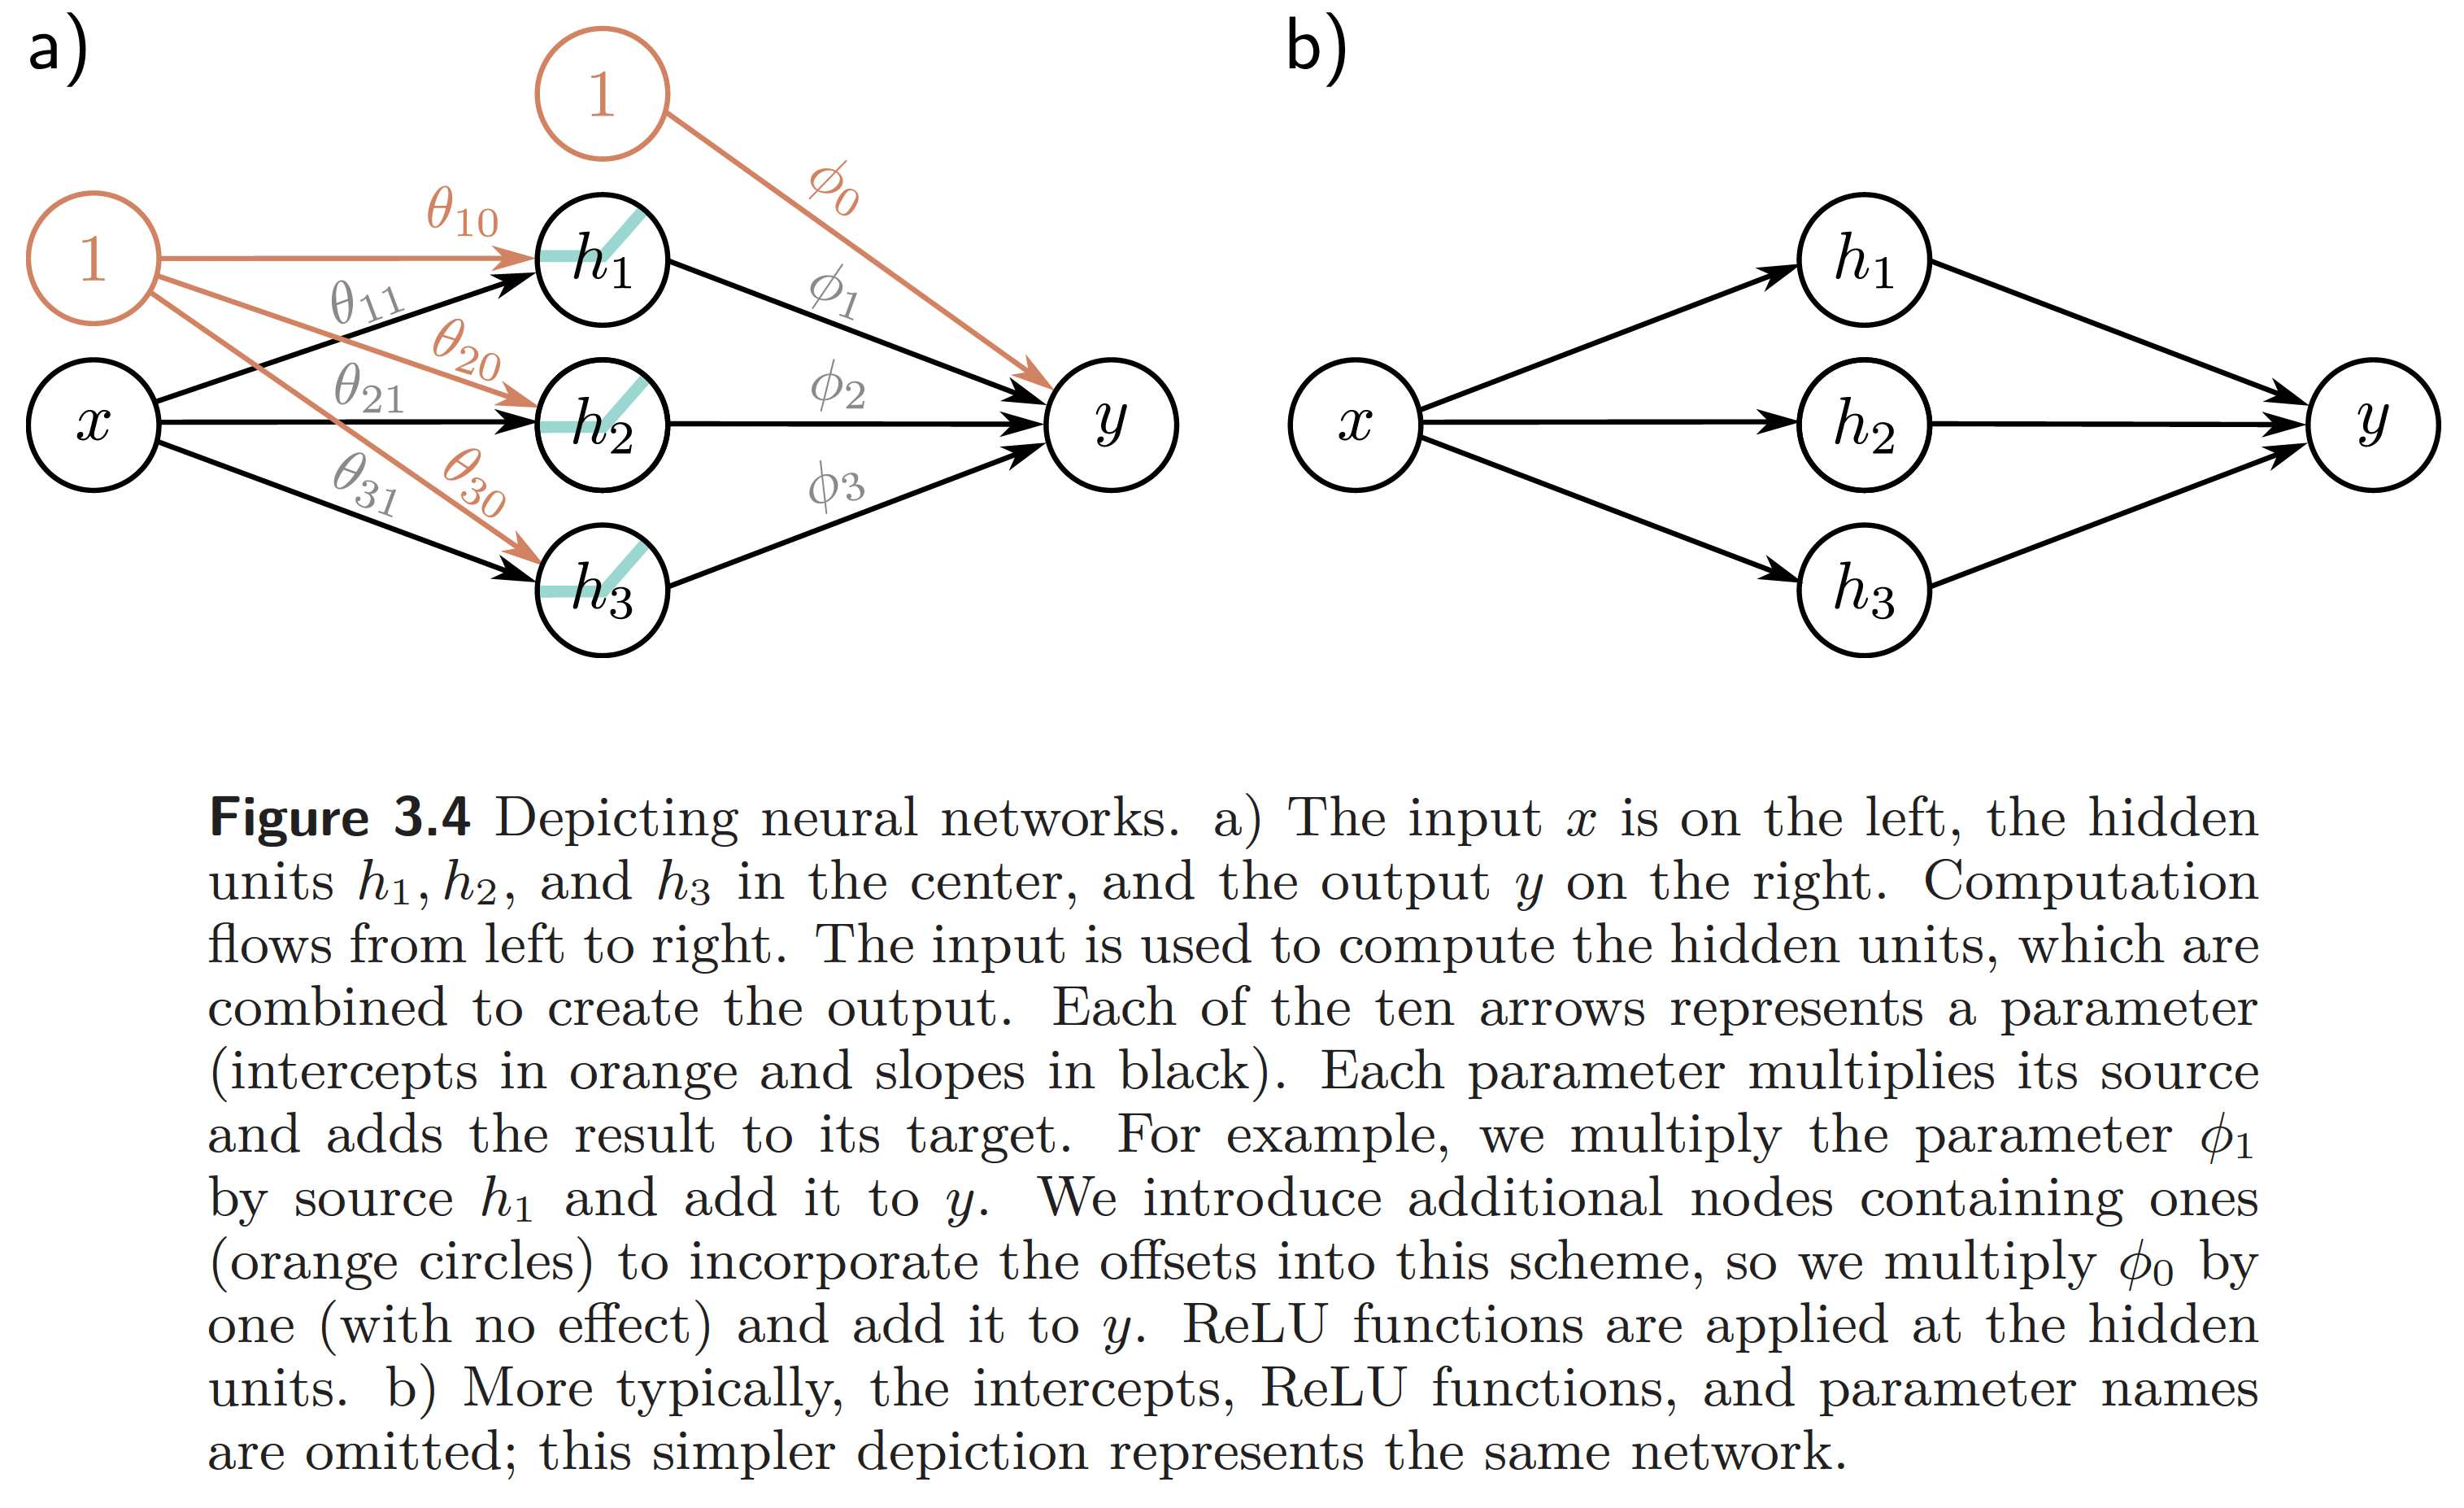 a)
b)
1
1
θ₁₀
θ₁₁
θ₂₀
θ₂₁
θ₃₀
θ₃₁
x
h₁
h₂
h₃
ϕ₀
ϕ₁
ϕ₂
ϕ₃
y
x
h₁
h₂
h₃
y
Figure 3.4 Depicting neural networks. a) The input x is on the left, the hidden
units h₁, h₂, and h₃ in the center, and the output y on the right. Computation
flows from left to right. The input is used to compute the hidden units, which are
combined to create the output. Each of the ten arrows represents a parameter
(intercepts in orange and slopes in black). Each parameter multiplies its source
and adds the result to its target. For example, we multiply the parameter ϕ₁
by source h₁ and add it to y. We introduce additional nodes containing ones
(orange circles) to incorporate the offsets into this scheme, so we multiply ϕ₀ by
one (with no effect) and add it to y. ReLU functions are applied at the hidden
units. b) More typically, the intercepts, ReLU functions, and parameter names
are omitted; this simpler depiction represents the same network.